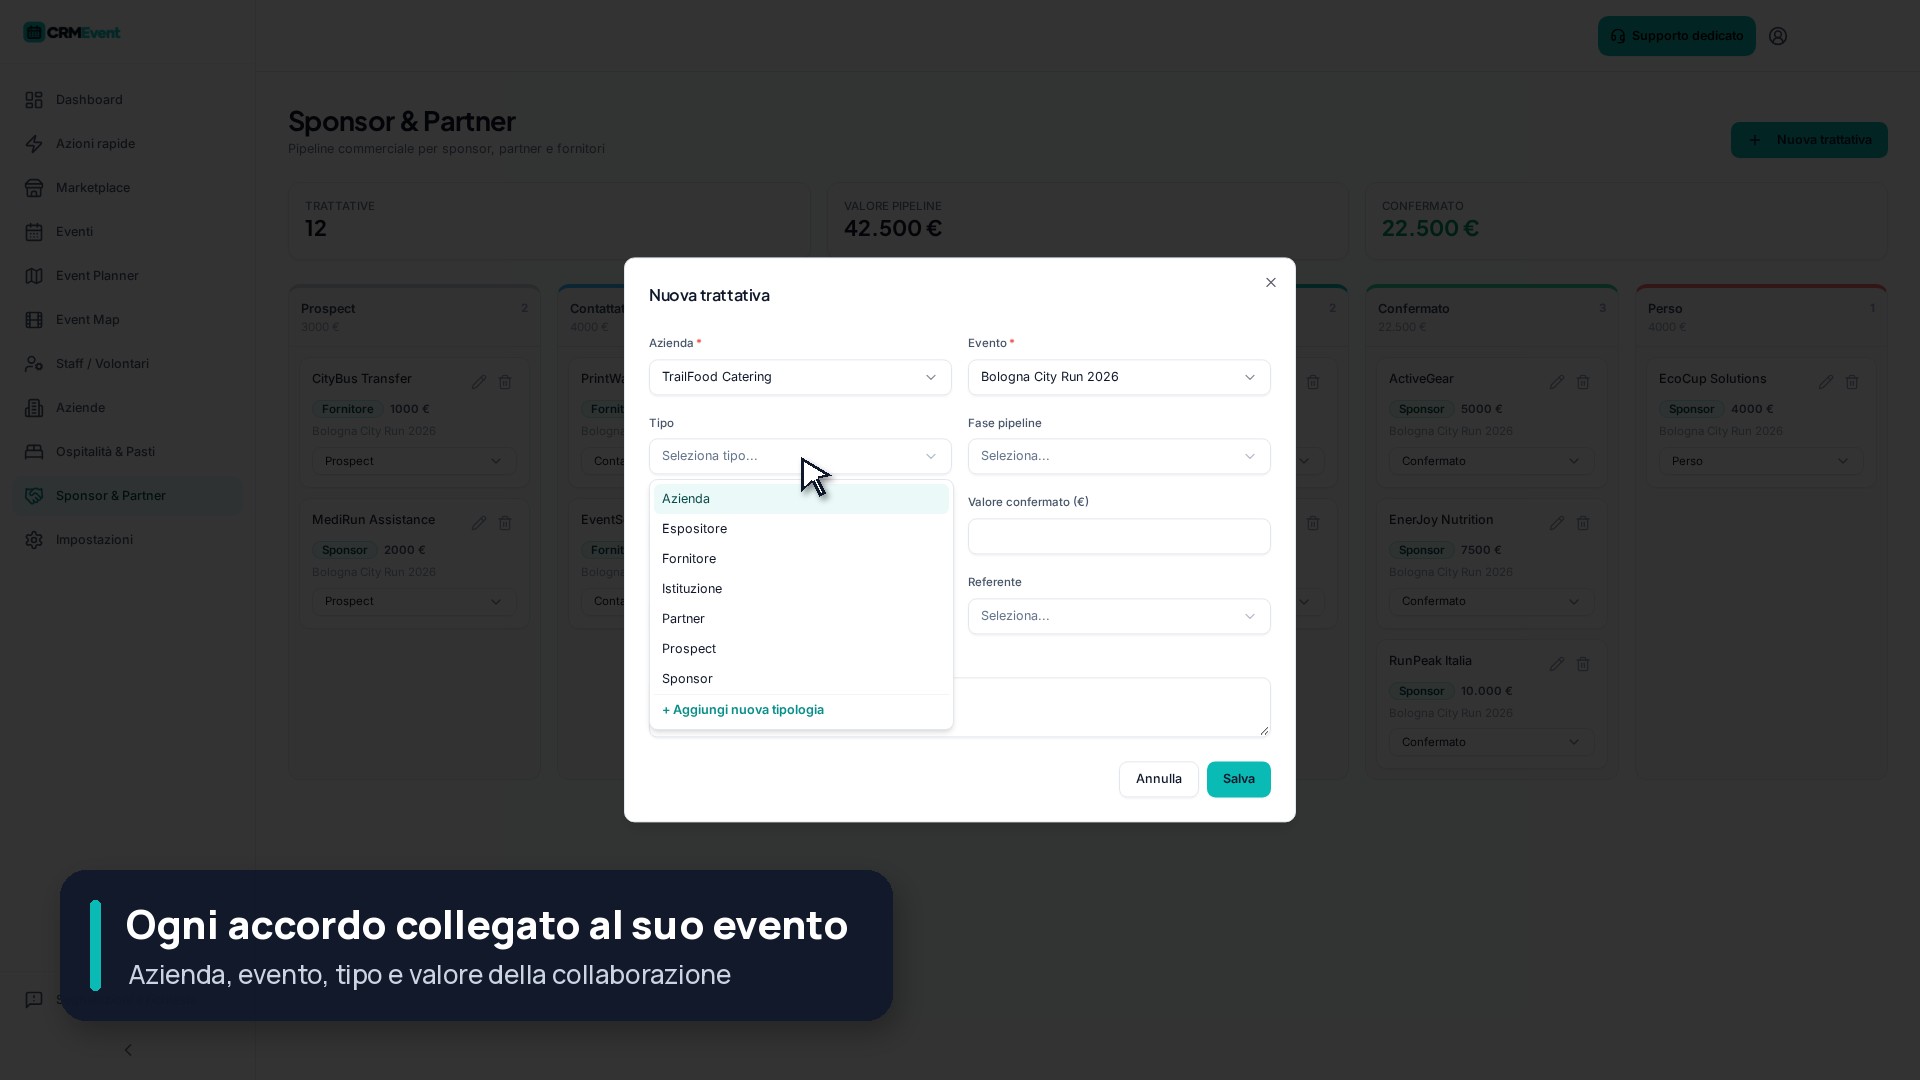 CRMEvent
Supporto dedicato
Dashboard
Azioni rapide
Marketplace
Eventi
Event Planner
Event Map
Staff / Volontari
Aziende
Ospitalità & Pasti
Sponsor & Partner
Impostazioni
Sponsor & Partner
Pipeline commerciale per sponsor, partner e fornitori
Nuova trattativa
TRATTATIVE
12
VALORE PIPELINE
42.500 €
CONFERMATO
22.500 €
Prospect 2
3000 €
CityBus Transfer
Fornitore 1000 €
Bologna City Run 2026
Prospect
MediRun Assistance
Sponsor 2000 €
Bologna City Run 2026
Prospect
4000 €
2
Confermato 3
22.500 €
ActiveGear
Sponsor 5000 €
Bologna City Run 2026
Confermato
EnerJoy Nutrition
Sponsor 7500 €
Bologna City Run 2026
Confermato
RunPeak Italia
Sponsor 10.000 €
Bologna City Run 2026
Confermato
Perso 1
4000 €
EcoCup Solutions
Sponsor 4000 €
Bologna City Run 2026
Perso
Nuova trattativa
Azienda *
TrailFood Catering
Evento *
Bologna City Run 2026
Tipo
Seleziona tipo...
Fase pipeline
Seleziona...
Azienda
Espositore
Fornitore
Istituzione
Partner
Prospect
Sponsor
+ Aggiungi nuova tipologia
Valore confermato (€)
Referente
Seleziona...
Annulla
Salva
Ogni accordo collegato al suo evento
Azienda, evento, tipo e valore della collaborazione